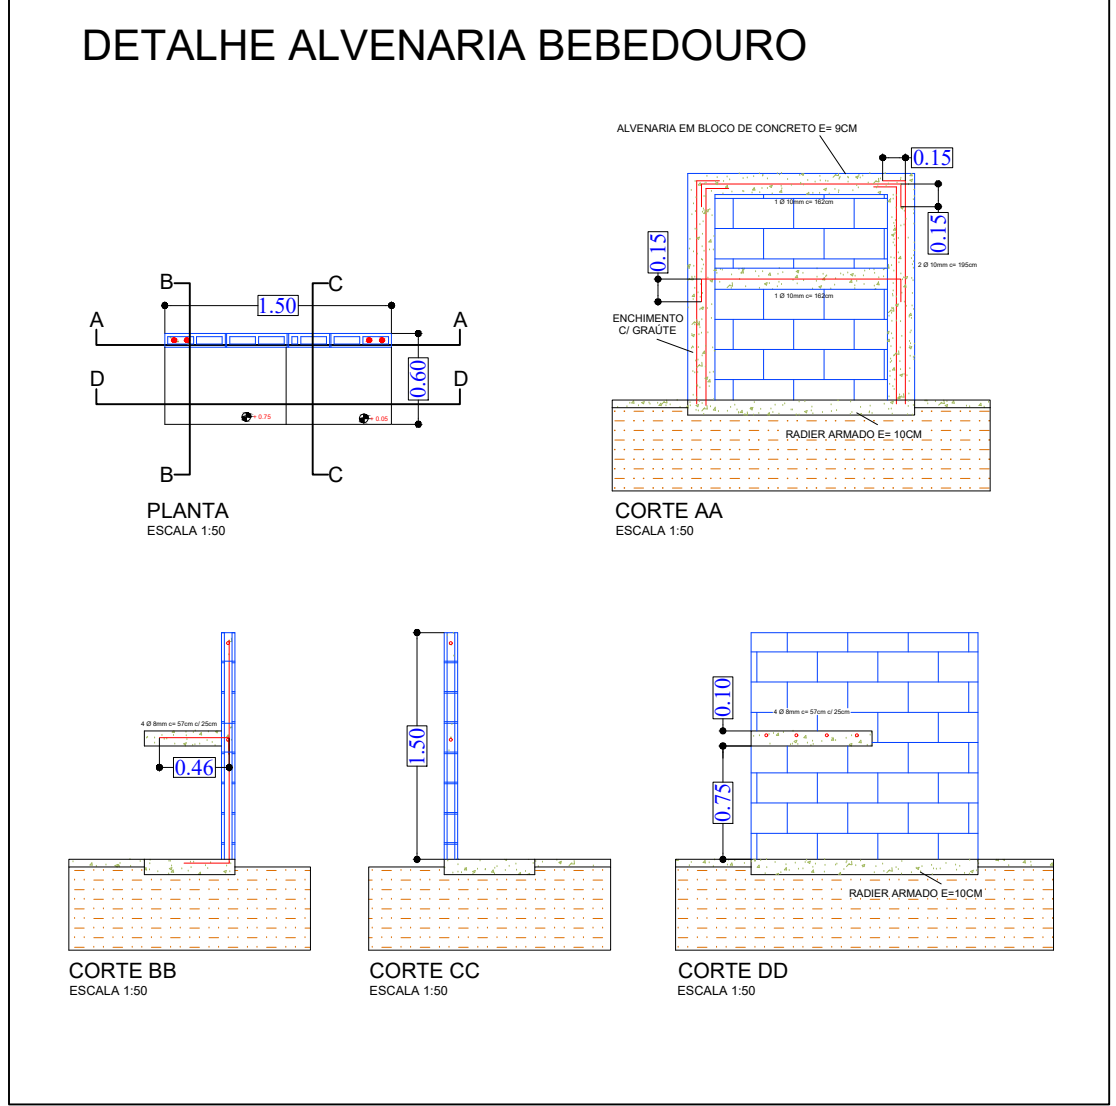 DETALHE ALVENARIA BEBEDOURO
ALVENARIA EM BLOCO DE CONCRETO E= 9CM
0.15
1 Ø 10mm c= 162cm
0.15
0.15
2 Ø 10mm c= 195cm
1 Ø 10mm c= 162cm
ENCHIMENTO
C/ GRAÚTE
RADIER ARMADO E= 10CM
CORTE AA
ESCALA 1:50
B
C
1.50
A
A
0.60
D
D
+ 0.75
+ 0.05
B
C
PLANTA
ESCALA 1:50
4 Ø 8mm c= 57cm c/ 25cm
0.46
CORTE BB
ESCALA 1:50
1.50
CORTE CC
ESCALA 1:50
0.10
4 Ø 8mm c= 57cm c/ 25cm
0.75
RADIER ARMADO E=10CM
CORTE DD
ESCALA 1:50